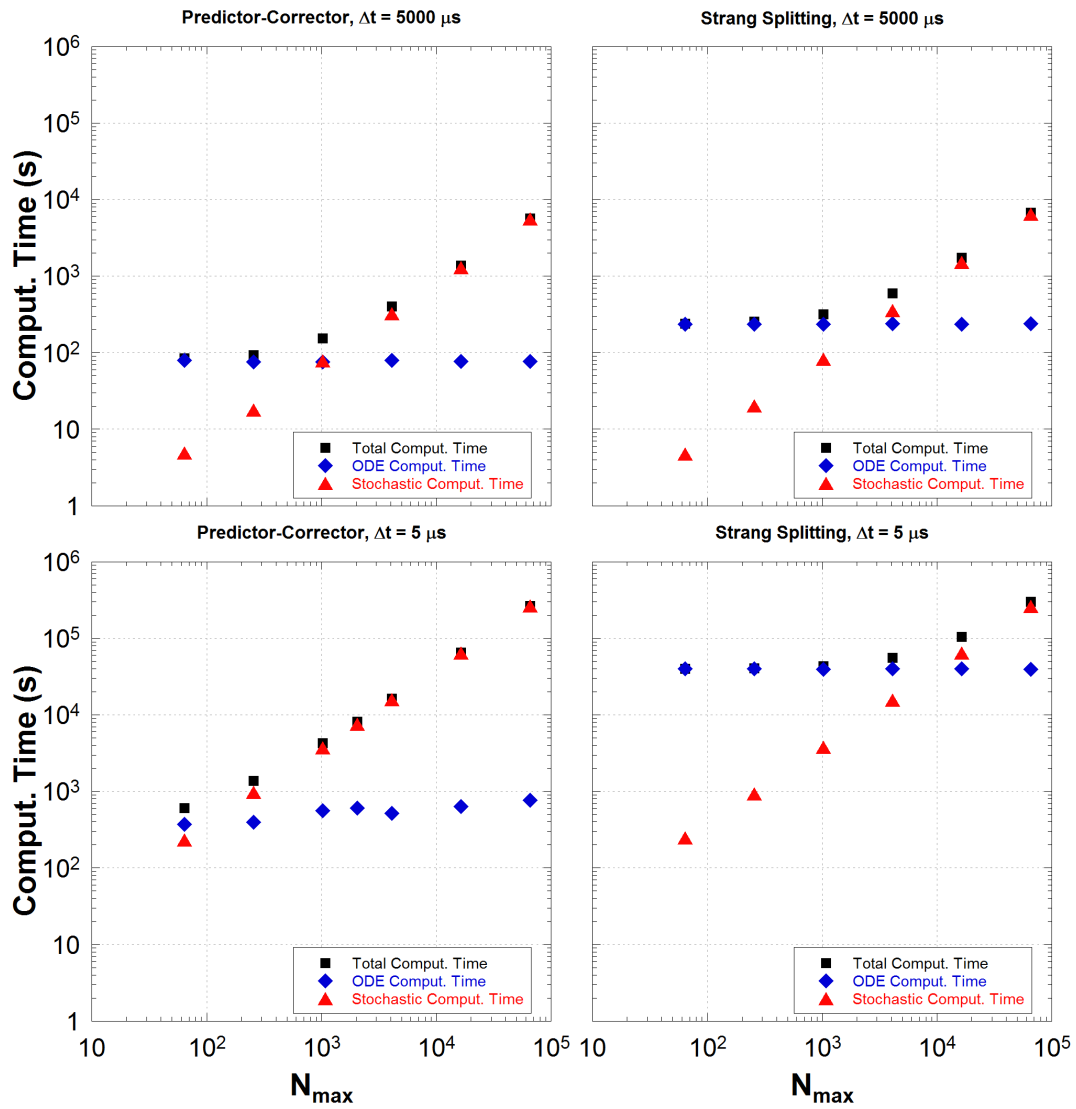 Predictor-Corrector, Δt = 5000 μs
Strang Splitting, Δt = 5000 μs
Comput. Time (s)
10⁶
10⁵
10⁴
10³
10²
10
1
Total Comput. Time
ODE Comput. Time
Stochastic Comput. Time
Total Comput. Time
ODE Comput. Time
Stochastic Comput. Time
Predictor-Corrector, Δt = 5 μs
Strang Splitting, Δt = 5 μs
Comput. Time (s)
10⁶
10⁵
10⁴
10³
10²
10
1
Total Comput. Time
ODE Comput. Time
Stochastic Comput. Time
Total Comput. Time
ODE Comput. Time
Stochastic Comput. Time
10 10² 10³ 10⁴ 10⁵
10 10² 10³ 10⁴ 10⁵
Nmax
Nmax